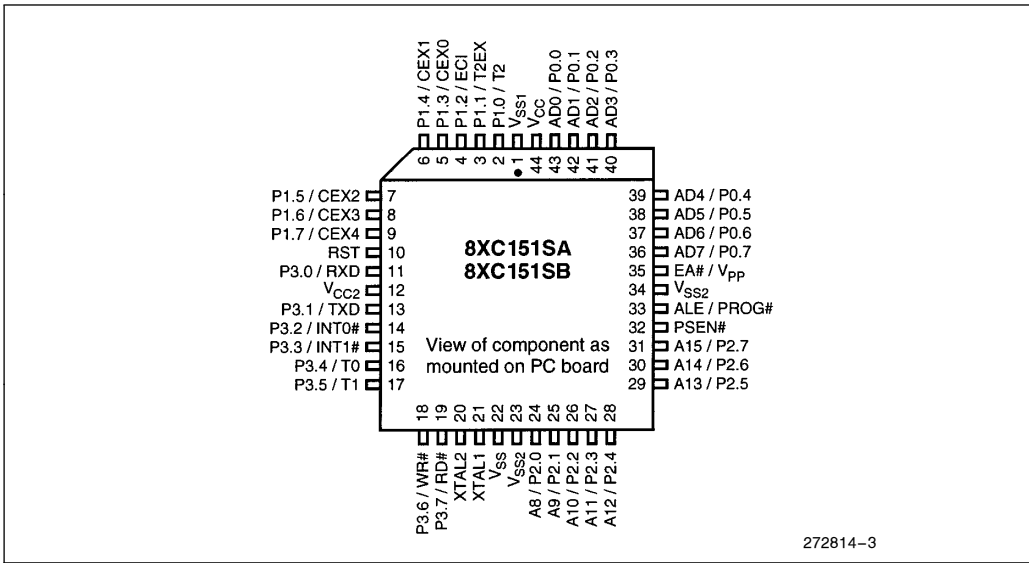 P1.4 / CEX1
P1.3 / CEX0
P1.2 / ECI
P1.1 / T2EX
P1.0 / T2
VSS1
VCC
AD0 / P0.0
AD1 / P0.1
AD2 / P0.2
AD3 / P0.3
6
5
4
3
2
1
44
43
42
41
40
P1.5 / CEX2 7
P1.6 / CEX3 8
P1.7 / CEX4 9
RST 10
P3.0 / RXD 11
VCC2 12
P3.1 / TXD 13
P3.2 / INT0# 14
P3.3 / INT1# 15
P3.4 / T0 16
P3.5 / T1 17
8XC151SA
8XC151SB
View of component as
mounted on PC board
39 AD4 / P0.4
38 AD5 / P0.5
37 AD6 / P0.6
36 AD7 / P0.7
35 EA# / VPP
34 VSS2
33 ALE / PROG#
32 PSEN#
31 A15 / P2.7
30 A14 / P2.6
29 A13 / P2.5
18
19
20
21
22
23
24
25
26
27
28
P3.6 / WR#
P3.7 / RD#
XTAL2
XTAL1
VSS
VSS2
A8 / P2.0
A9 / P2.1
A10 / P2.2
A11 / P2.3
A12 / P2.4
272814–3